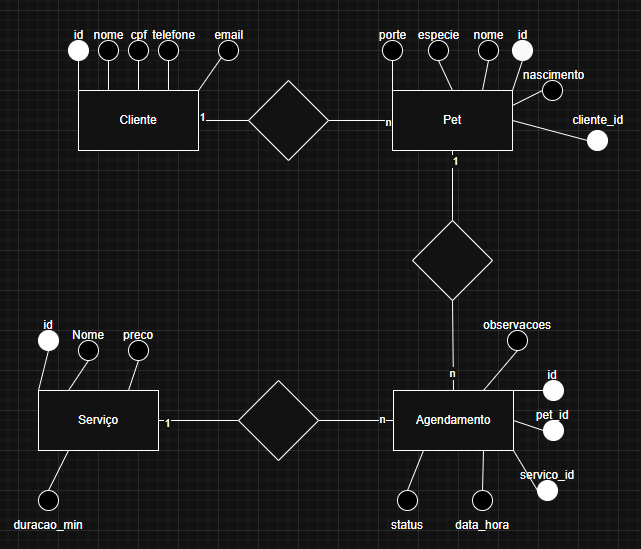 id nome cpf telefone email
porte especie nome id
nascimento
cliente_id
Cliente
1
n
Pet
1
observacoes
id
Nome
preco
n
id
pet_id
Serviço
1
n
Agendamento
servico_id
duracao_min
status
data_hora